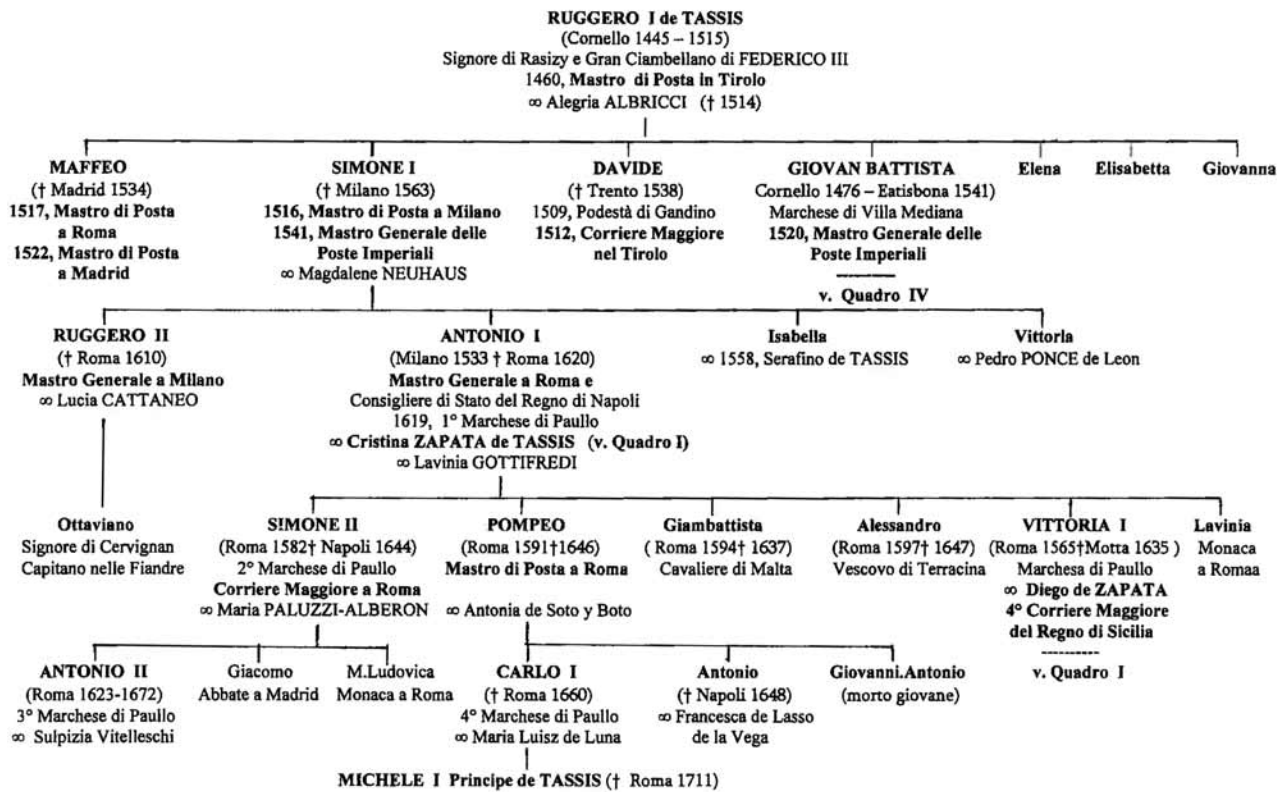 RUGGERO I de TASSIS
(Cornello 1445 – 1515)
Signore di Rasizy e Gran Ciambellano di FEDERICO III
1460, Mastro di Posta in Tirolo
∞ Alegria ALBRICCI († 1514)
MAFFEO
(† Madrid 1534)
1517, Mastro di Posta
a Roma
1522, Mastro di Posta
a Madrid
SIMONE I
(† Milano 1563)
1516, Mastro di Posta a Milano
1541, Mastro Generale delle
Poste Imperiali
∞ Magdalene NEUHAUS
DAVIDE
(† Trento 1538)
1509, Podestà di Gandino
1512, Corriere Maggiore
nel Tirolo
GIOVAN BATTISTA
Cornello 1476 – Eatisbona 1541)
Marchese di Villa Mediana
1520, Mastro Generale delle
Poste Imperiali
v. Quadro IV
Elena
Elisabetta
Giovanna
RUGGERO II
(† Roma 1610)
Mastro Generale a Milano
∞ Lucia CATTANEO
ANTONIO I
(Milano 1533 † Roma 1620)
Mastro Generale a Roma e
Consigliere di Stato del Regno di Napoli
1619, 1° Marchese di Paullo
∞ Cristina ZAPATA de TASSIS (v. Quadro I)
∞ Lavinia GOTTIFREDI
Isabella
∞ 1558, Serafino de TASSIS
Vittoria
∞ Pedro PONCE de Leon
Ottaviano
Signore di Cervignan
Capitano nelle Fiandre
SIMONE II
(Roma 1582† Napoli 1644)
2° Marchese di Paullo
Corriere Maggiore a Roma
∞ Maria PALUZZI-ALBERON
POMPEO
(Roma 1591†1646)
Mastro di Posta a Roma
∞ Antonia de Soto y Boto
Giambattista
( Roma 1594† 1637)
Cavaliere di Malta
Alessandro
(Roma 1597† 1647)
Vescovo di Terracina
VITTORIA I
(Roma 1565†Motta 1635 )
Marchesa di Paullo
∞ Diego de ZAPATA
4° Corriere Maggiore
del Regno di Sicilia
v. Quadro I
Lavinia
Monaca
a Romaa
ANTONIO II
(Roma 1623-1672)
3° Marchese di Paullo
∞ Sulpizia Vitelleschi
Giacomo
Abbate a Madrid
M.Ludovica
Monaca a Roma
CARLO I
(† Roma 1660)
4° Marchese di Paullo
∞ Maria Luisz de Luna
Antonio
(† Napoli 1648)
∞ Francesca de Lasso
de la Vega
Giovanni.Antonio
(morto giovane)
MICHELE I Principe de TASSIS († Roma 1711)